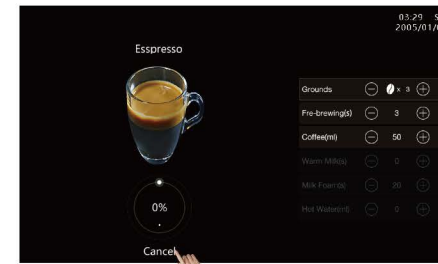 03:29 S
2005/01/0
Esspresso
Grounds x 3
Fre-brewing(s) 3
Coffee(ml) 50
Warm Milk(s) 0
Milk Foam(s) 20
Hot Water(ml) 0
0%
Cancel